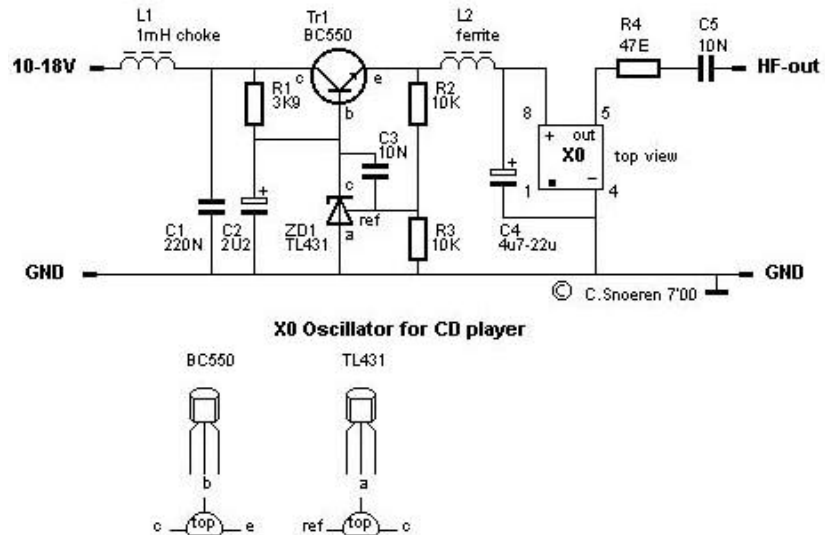 L1
1mH choke
Tr1
BC550
L2
ferrite
R4
47E
C5
10N
10-18V
HF-out
c
e
b
R1
3K9
R2
10K
C3
10N
8
5
+
out
X0
top view
1
-
4
+
+
c
ref
a
C1
220N
C2
2U2
ZD1
TL431
R3
10K
C4
4u7-22u
GND
GND
© C.Snoeren 7'00
X0 Oscillator for CD player
BC550
TL431
b
a
c
top
e
ref
top
c